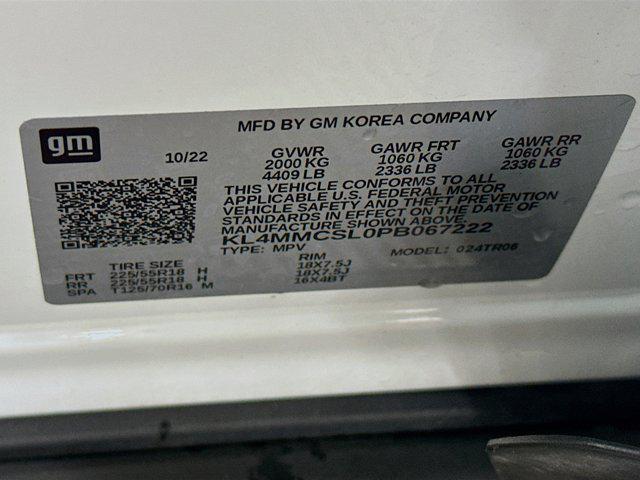 gm
MFD BY GM KOREA COMPANY
10/22
GVWR
2000 KG
4409 LB
GAWR FRT
1060 KG
2336 LB
GAWR RR
1060 KG
2336 LB
THIS VEHICLE CONFORMS TO ALL
APPLICABLE U.S. FEDERAL MOTOR
VEHICLE SAFETY AND THEFT PREVENTION
STANDARDS IN EFFECT ON THE DATE OF
MANUFACTURE SHOWN ABOVE.
KL4MMCSL0PB067222
TYPE: MPV
MODEL: 024TR06
TIRE SIZE RIM
FRT 225/55R18 H 18X7.5J
RR 225/55R18 H 18X7.5J
SPA T125/70R16 M 16X4BT